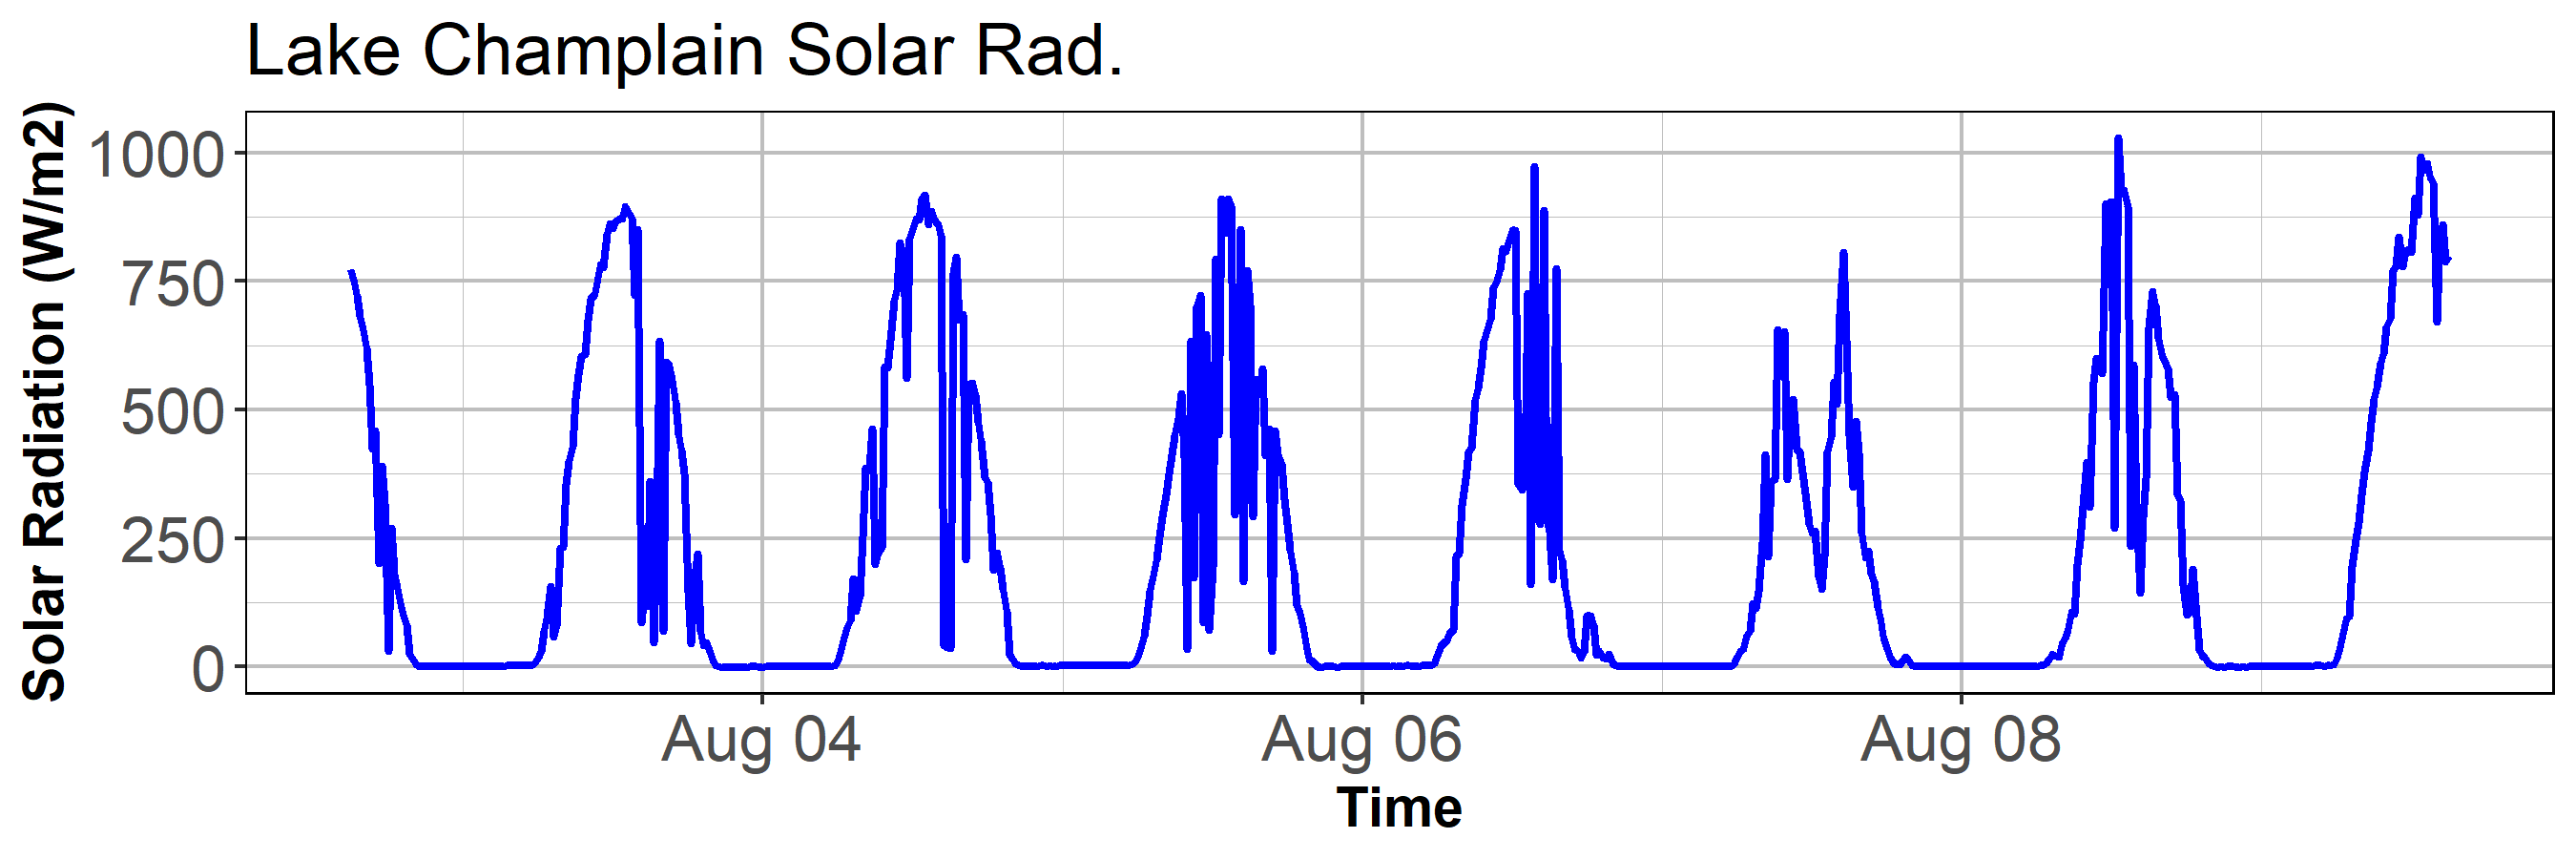 Lake Champlain Solar Rad.
Solar Radiation (W/m2)
1000
750
500
250
0
Aug 04
Aug 06
Aug 08
Time